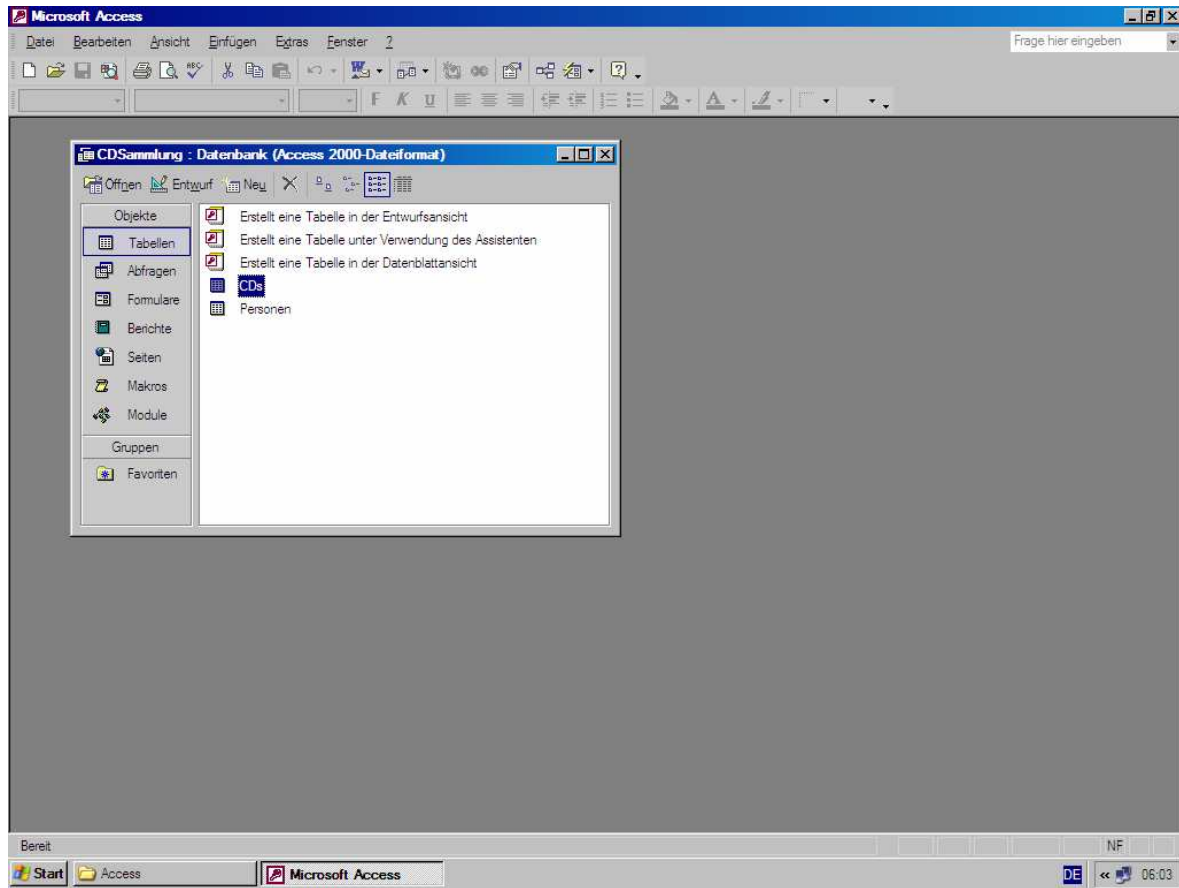 Microsoft Access
Datei Bearbeiten Ansicht Einfügen Extras Fenster ? Frage hier eingeben
F K U
CDSammlung : Datenbank (Access 2000-Dateiformat)
Öffnen Entwurf Neu
Objekte
Tabellen
Abfragen
Formulare
Berichte
Seiten
Makros
Module
Gruppen
Favoriten
Erstellt eine Tabelle in der Entwurfsansicht
Erstellt eine Tabelle unter Verwendung des Assistenten
Erstellt eine Tabelle in der Datenblattansicht
CDs
Personen
Bereit NF
Start Access Microsoft Access DE « 06:03